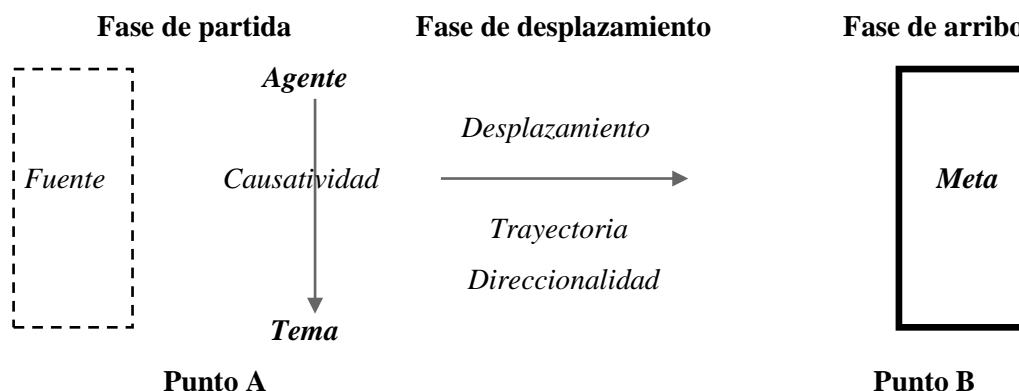 Fase de partida Fase de desplazamiento Fase de arribo
Agente
Desplazamiento
Fuente Causatividad Meta
Trayectoria
Direccionalidad
Tema
Punto A Punto B